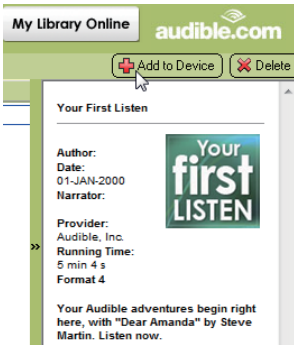 My Library Online
audible.com
Add to Device
Delete
Your First Listen
Your
first
LISTEN
Author:
Date:
01-JAN-2000
Narrator:
Provider:
Audible, Inc.
Running Time:
5 min 4 s
Format 4
»
Your Audible adventures begin right
here, with "Dear Amanda" by Steve
Martin. Listen now.